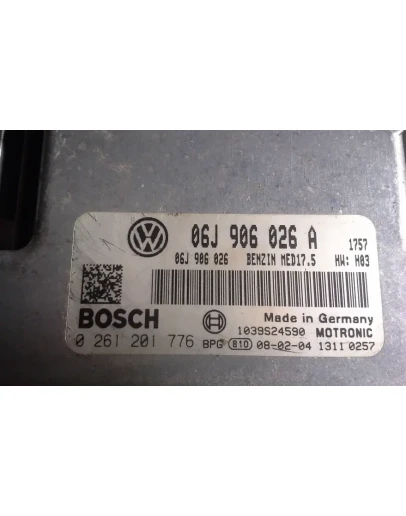 06J 906 026 A 1757
06J 906 026 BENZIN MED17.5 HW: H03
BOSCH
Made in Germany
1039S24590 MOTRONIC
0 261 201 776 BPG 810 08-02-04 1311 0257